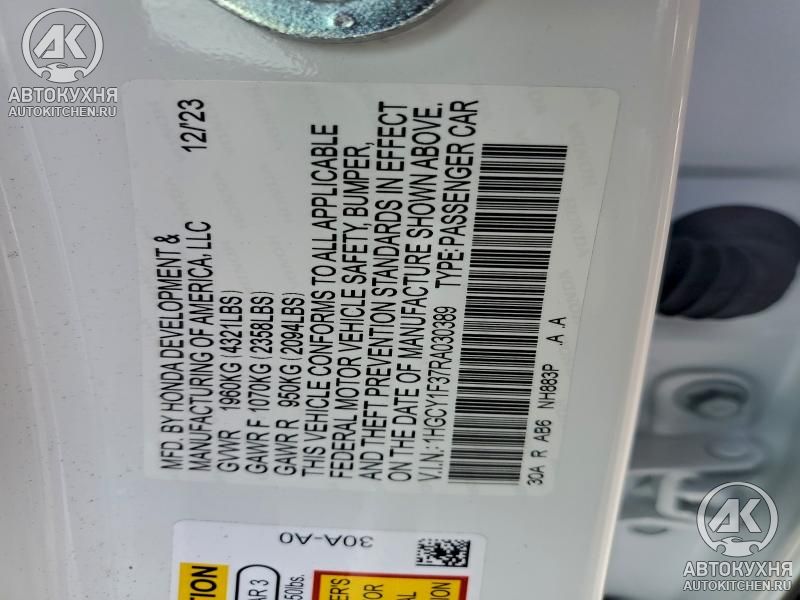 АВТОКУХНЯ
AUTOKITCHEN.RU
MFD. BY HONDA DEVELOPMENT &
MANUFACTURING OF AMERICA, LLC 12/23
GVWR 1960KG (4321LBS)
GAWR F 1070KG (2358LBS)
GAWR R 950KG (2094LBS)
THIS VEHICLE CONFORMS TO ALL APPLICABLE
FEDERAL MOTOR VEHICLE SAFETY, BUMPER,
AND THEFT PREVENTION STANDARDS IN EFFECT
ON THE DATE OF MANUFACTURE SHOWN ABOVE.
V.I.N.:1HGCY1F37RA030389 TYPE:PASSENGER CAR
30A R AB6 NH883P .A .A
30A-A0
АВТОКУХНЯ
AUTOKITCHEN.RU